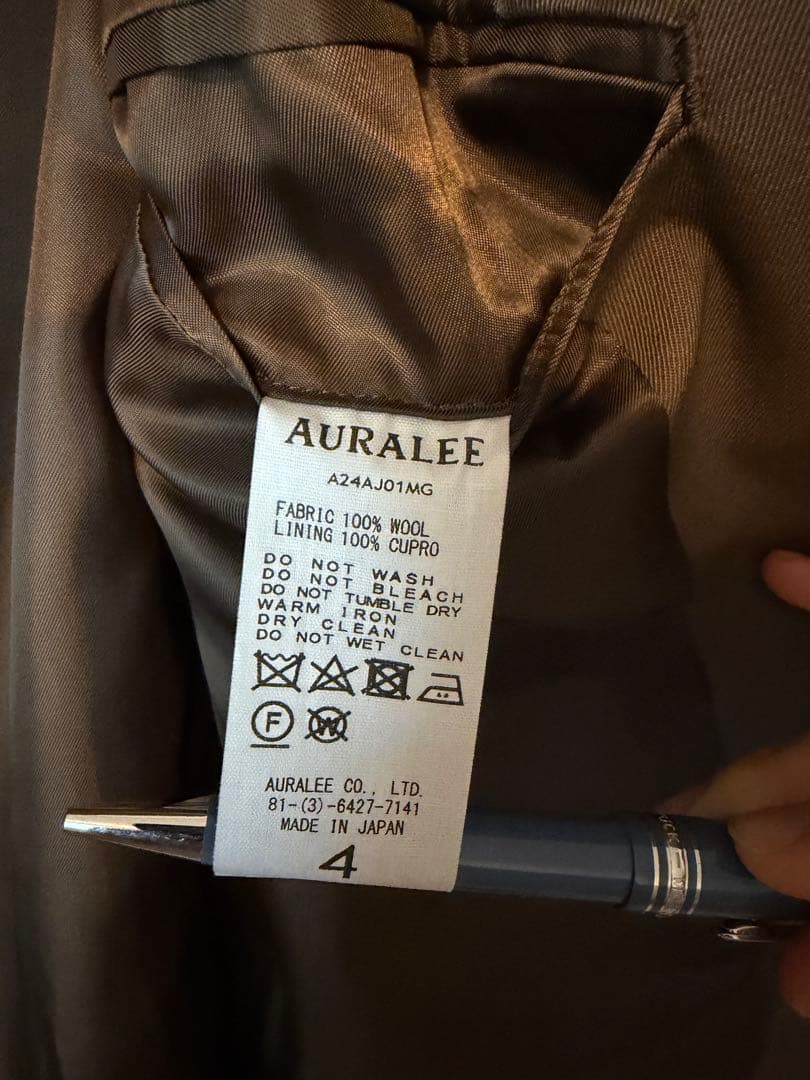 AURALEE
A24AJ01MG
FABRIC 100% WOOL
LINING 100% CUPRO
DO NOT WASH
DO NOT BLEACH
DO NOT TUMBLE DRY
WARM IRON
DRY CLEAN
DO NOT WET CLEAN
F W
AURALEE CO., LTD.
81-(3)-6427-7141
MADE IN JAPAN
4